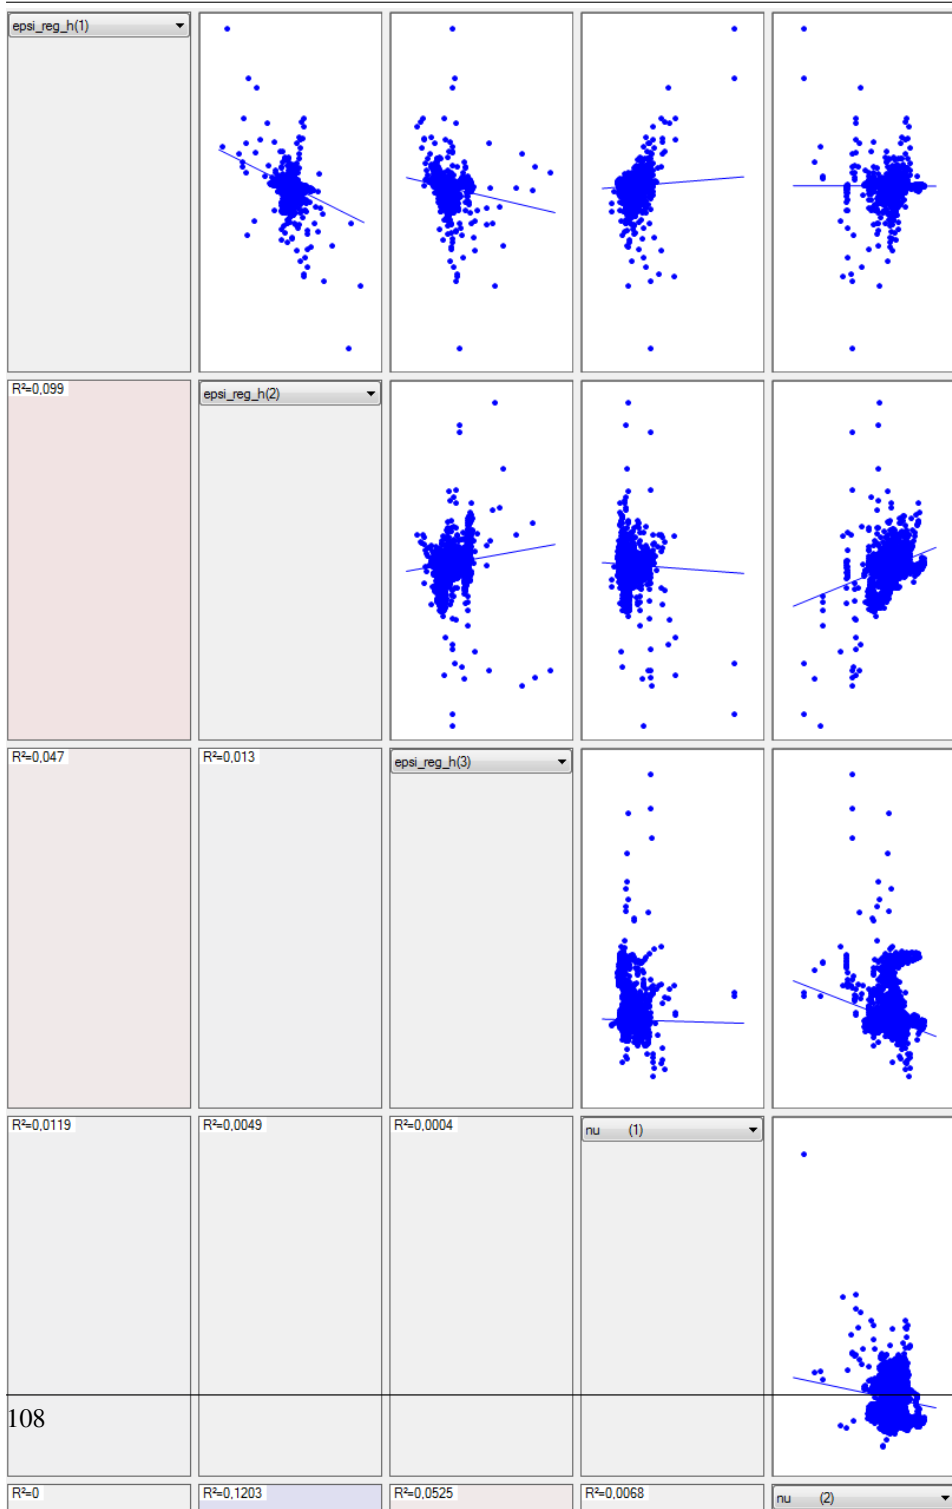 epsi_reg_h(1)
R²=0,099
epsi_reg_h(2)
R²=0,047
R²=0,013
epsi_reg_h(3)
R²=0,0119
R²=0,0049
R²=0,0004
nu (1)
108
R²=0
R²=0,1203
R²=0,0525
R²=0,0068
nu (2)